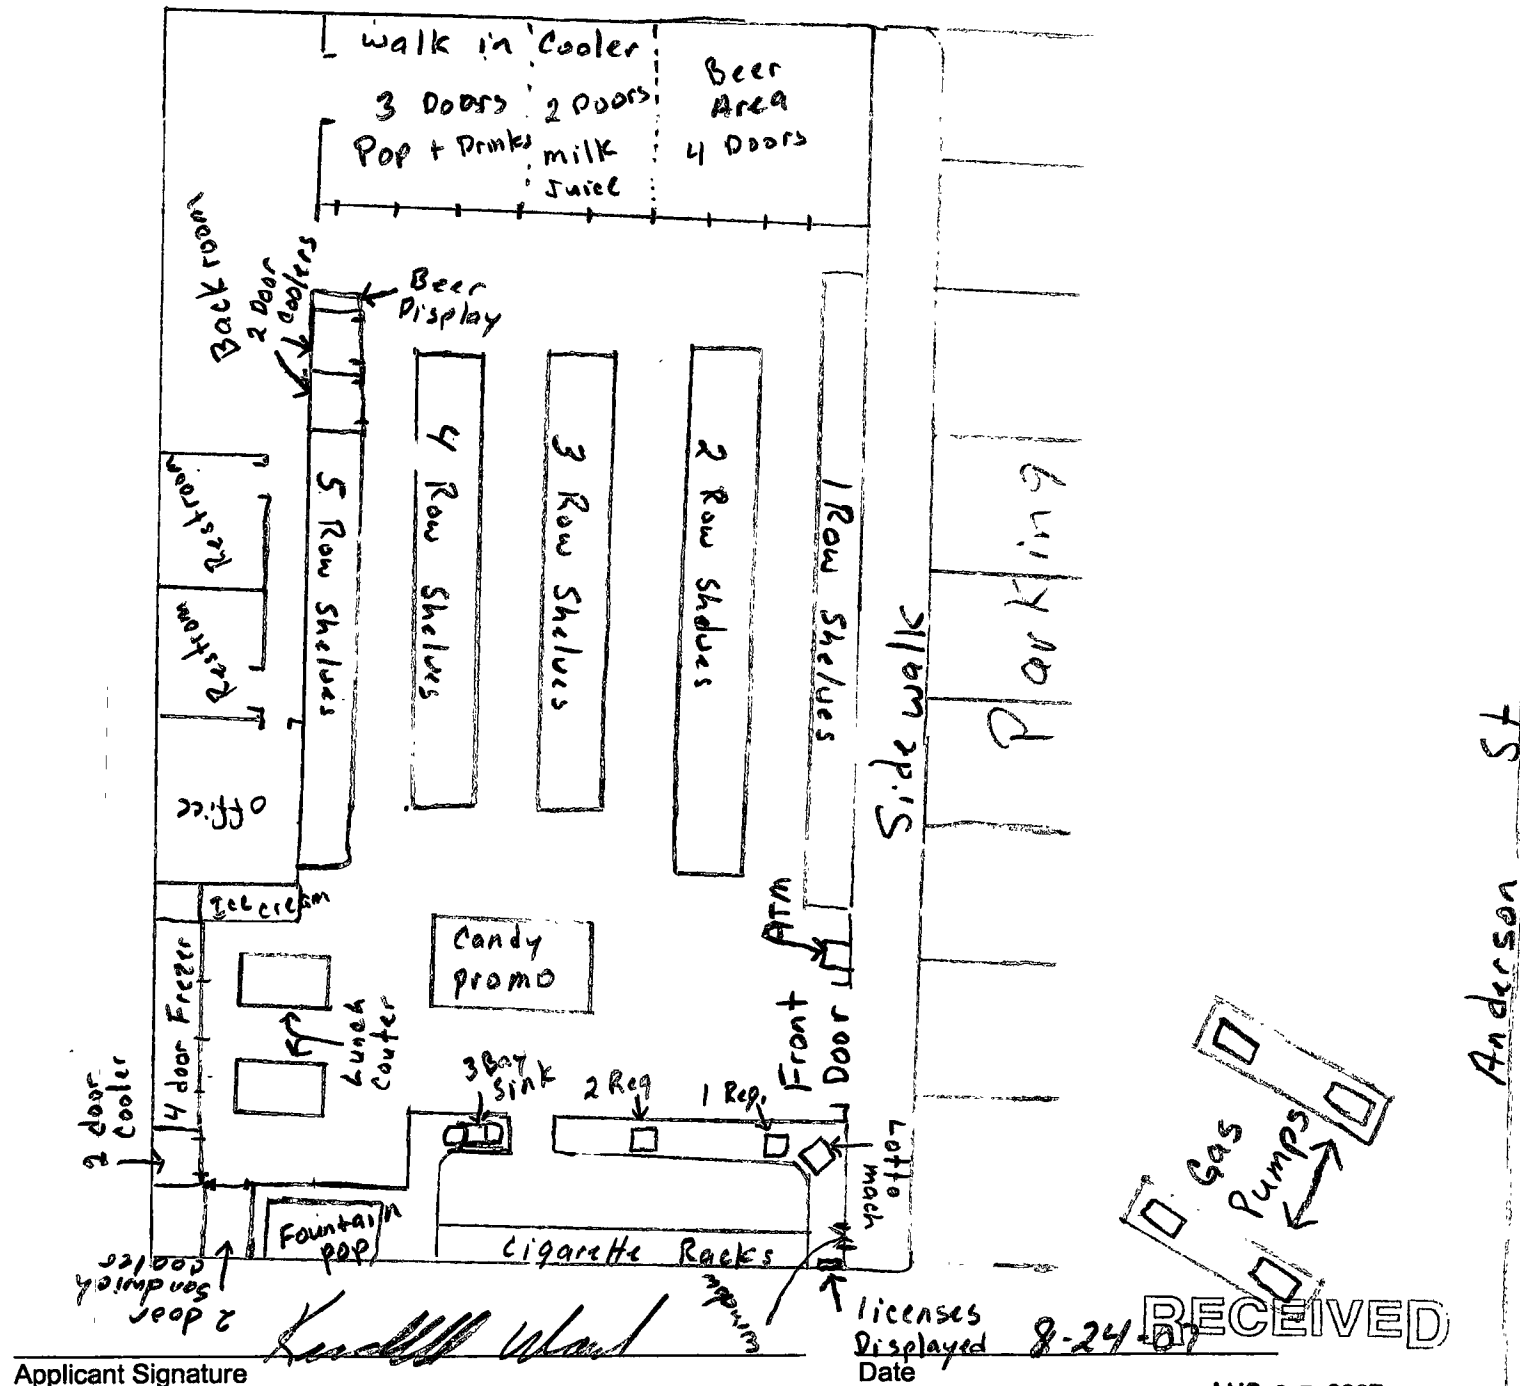 walk in Cooler
3 Doors
Pop + Drinks
2 Doors
milk
Juice
Beer
Area
4 Doors
Back room
2 Door
Coolers
Beer
Display
5 Row Shelves
4 Row Shelves
3 Row Shelves
2 Row Shelves
1 Row Shelves
Side walk
Parking
Anderson St
Restroom
Restroom
office
Ice cream
4 door Freezer
2 door
Cooler
Lunch
Couter
Candy
promo
ATM
Front
Door
3 Bay
Sink
2 Reg
1 Reg.
Lotto
mach
Gas
Pumps
Fountain
pop
Cigarette Racks
2 door
Sandwich
cooler
window
licenses
Displayed
8-24-07
RECEIVED
Applicant Signature
Date